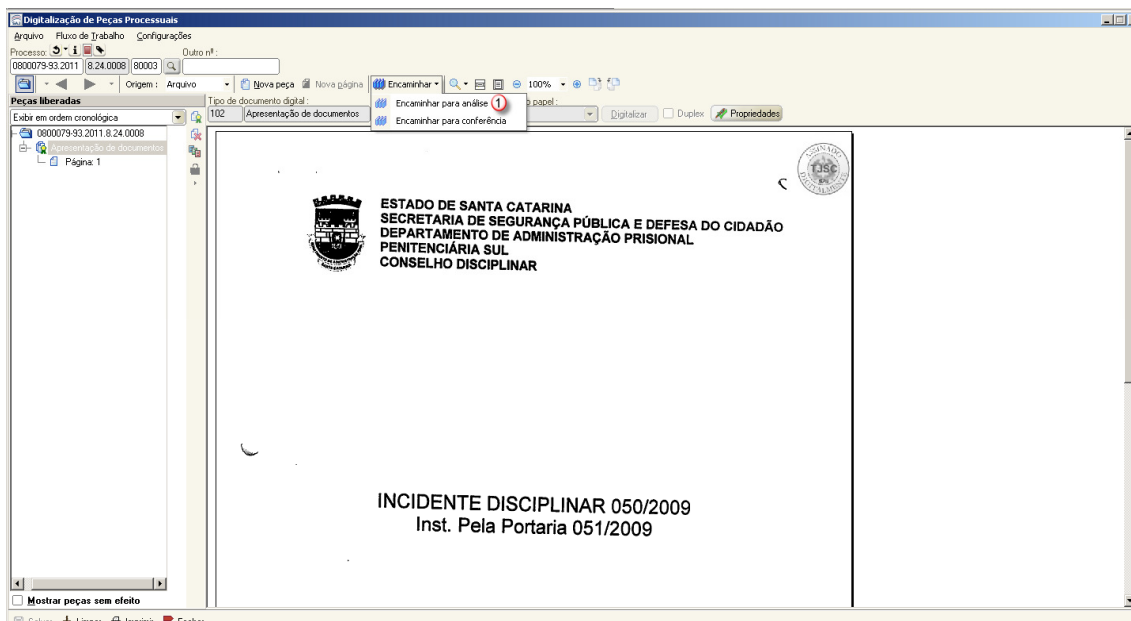 Digitalização de Peças Processuais
Arquivo Fluxo de Trabalho Configurações
Processo: Outro nº :
0800079-93.2011 8.24.0008 80003
Origem : Arquivo Nova peça Nova página Encaminhar 100%
Peças liberadas Tipo de documento digital : papel :
Exibir em ordem cronológica 102 Apresentação de documentos Digitalizar Duplex Propriedades
Encaminhar para análise 1
Encaminhar para conferência
0800079-93.2011.8.24.0008
Apresentação de documentos
Página: 1
ASSINADO DIGITALMENTE
TJSC
ESTADO DE SANTA CATARINA
SECRETARIA DE SEGURANÇA PÚBLICA E DEFESA DO CIDADÃO
DEPARTAMENTO DE ADMINISTRAÇÃO PRISIONAL
PENITENCIÁRIA SUL
CONSELHO DISCIPLINAR
INCIDENTE DISCIPLINAR 050/2009
Inst. Pela Portaria 051/2009
Mostrar peças sem efeito